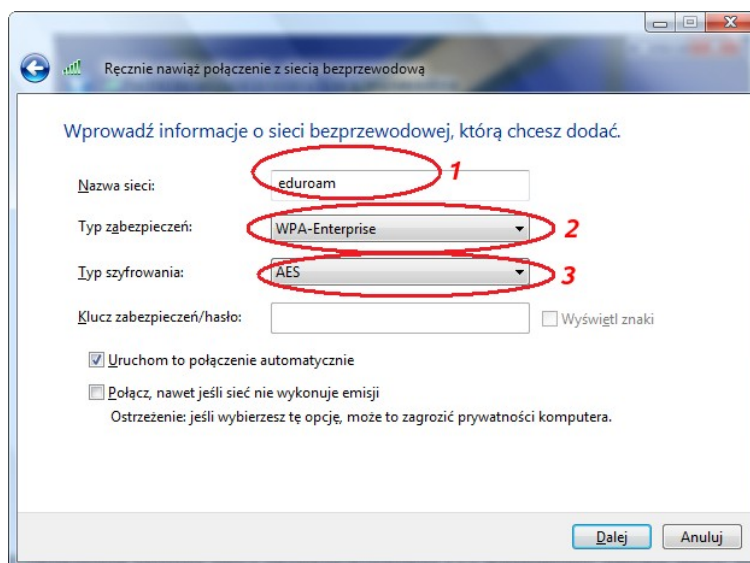 Ręcznie nawiąż połączenie z siecią bezprzewodową
Wprowadź informacje o sieci bezprzewodowej, którą chcesz dodać.
Nazwa sieci: eduroam 1
Typ zabezpieczeń: WPA-Enterprise 2
Typ szyfrowania: AES 3
Klucz zabezpieczeń/hasło: Wyświetl znaki
Uruchom to połączenie automatycznie
Połącz, nawet jeśli sieć nie wykonuje emisji
Ostrzeżenie: jeśli wybierzesz tę opcję, może to zagrozić prywatności komputera.
Dalej Anuluj